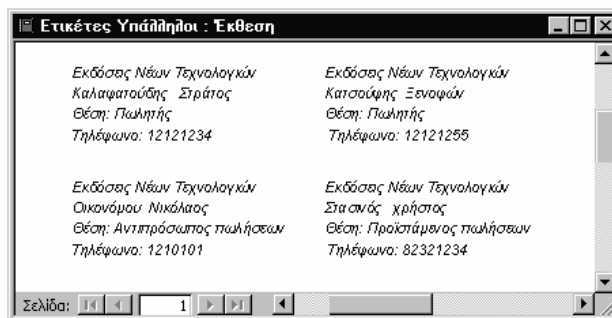 Ετικέτες Υπάλληλοι : Έκθεση
Εκδόσεις Νέων Τεχνολογιών
Καλαφατούδης Στράτος
Θέση: Πωλητής
Τηλέφωνο: 12121234
Εκδόσεις Νέων Τεχνολογιών
Κατσούφης Ξενοφών
Θέση: Πωλητής
Τηλέφωνο: 12121255
Εκδόσεις Νέων Τεχνολογιών
Οικονόμου Νικόλαος
Θέση: Αντιπρόσωπος πωλήσεων
Τηλέφωνο: 1210101
Εκδόσεις Νέων Τεχνολογιών
Στασινός χρήστος
Θέση: Προϊστάμενος πωλήσεων
Τηλέφωνο: 82321234
Σελίδα: 1